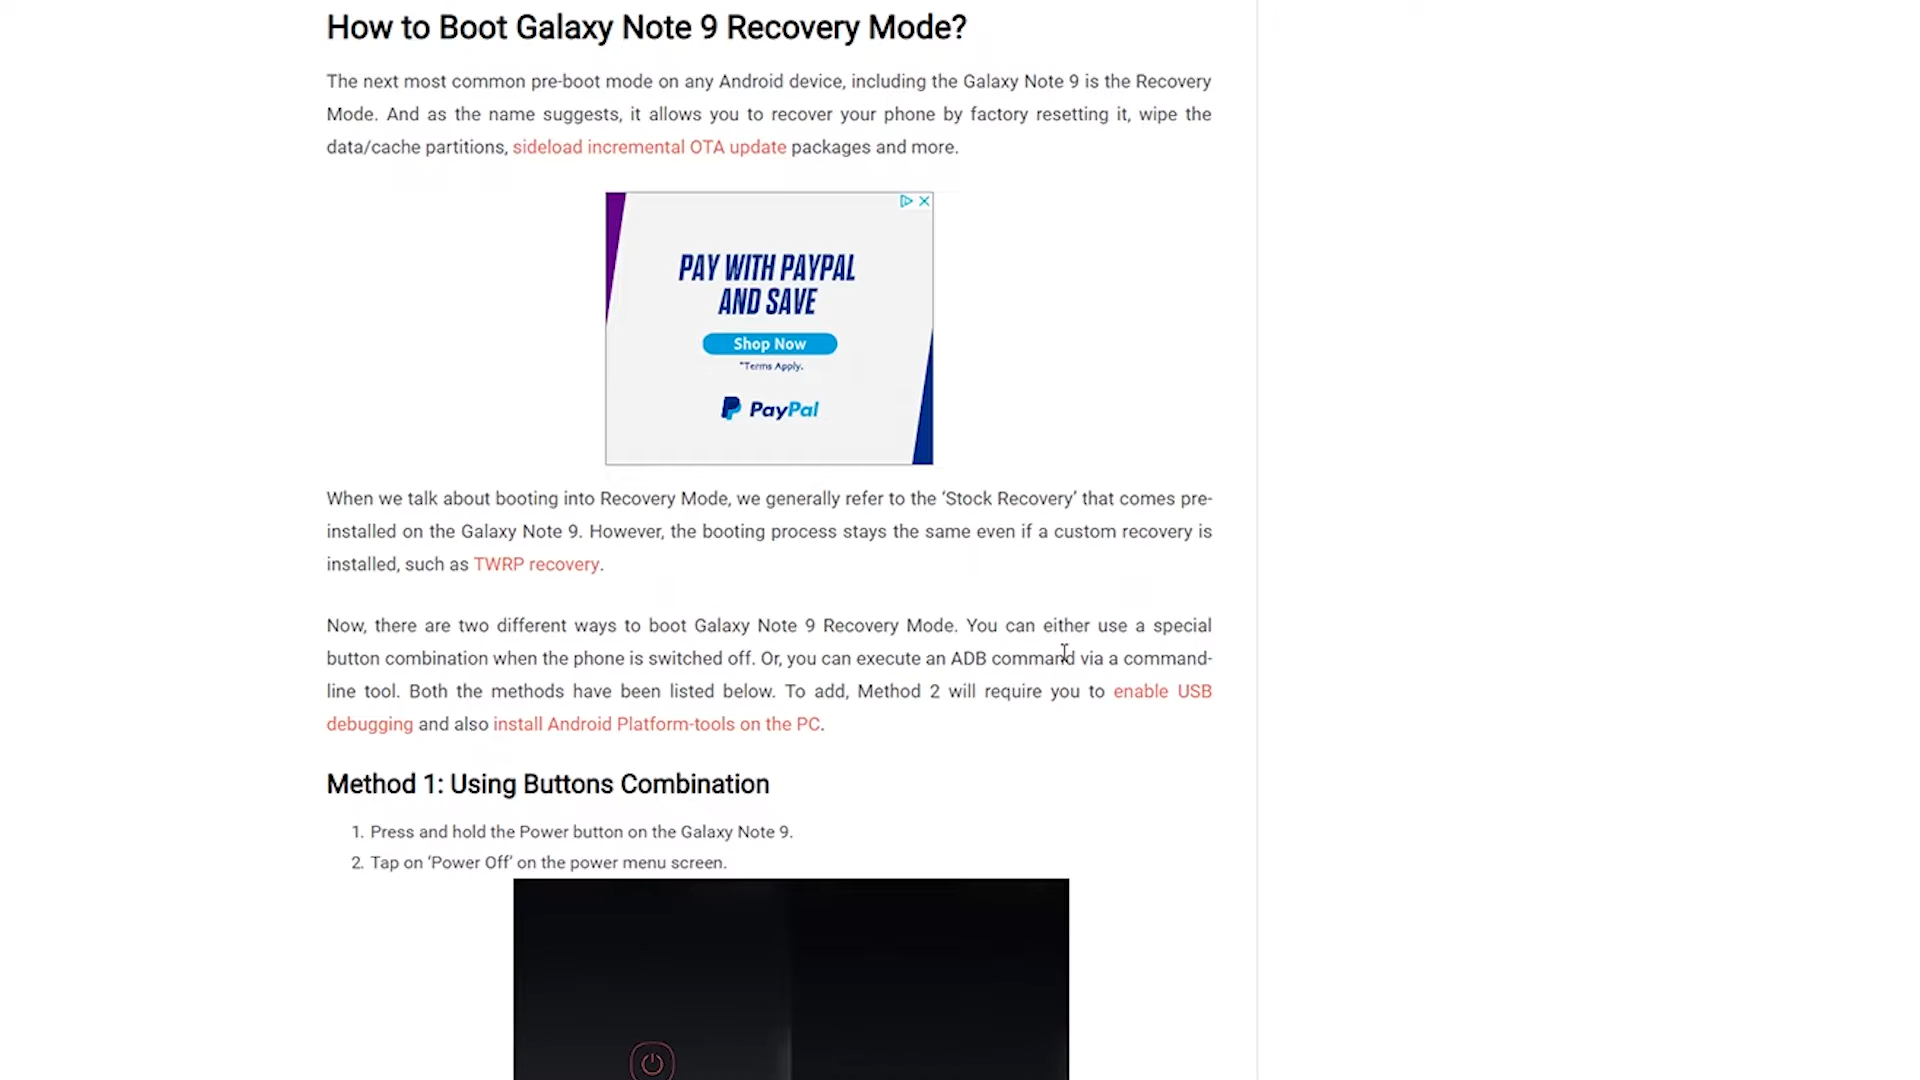 How to Boot Galaxy Note 9 Recovery Mode?
The next most common pre-boot mode on any Android device, including the Galaxy Note 9 is the Recovery
Mode. And as the name suggests, it allows you to recover your phone by factory resetting it, wipe the
data/cache partitions, sideload incremental OTA update packages and more.
PAY WITH PAYPAL
AND SAVE
Shop Now
*Terms Apply.
PayPal
When we talk about booting into Recovery Mode, we generally refer to the ‘Stock Recovery’ that comes pre-
installed on the Galaxy Note 9. However, the booting process stays the same even if a custom recovery is
installed, such as TWRP recovery.
Now, there are two different ways to boot Galaxy Note 9 Recovery Mode. You can either use a special
button combination when the phone is switched off. Or, you can execute an ADB command via a command-
line tool. Both the methods have been listed below. To add, Method 2 will require you to enable USB
debugging and also install Android Platform-tools on the PC.
Method 1: Using Buttons Combination
1. Press and hold the Power button on the Galaxy Note 9.
2. Tap on ‘Power Off’ on the power menu screen.